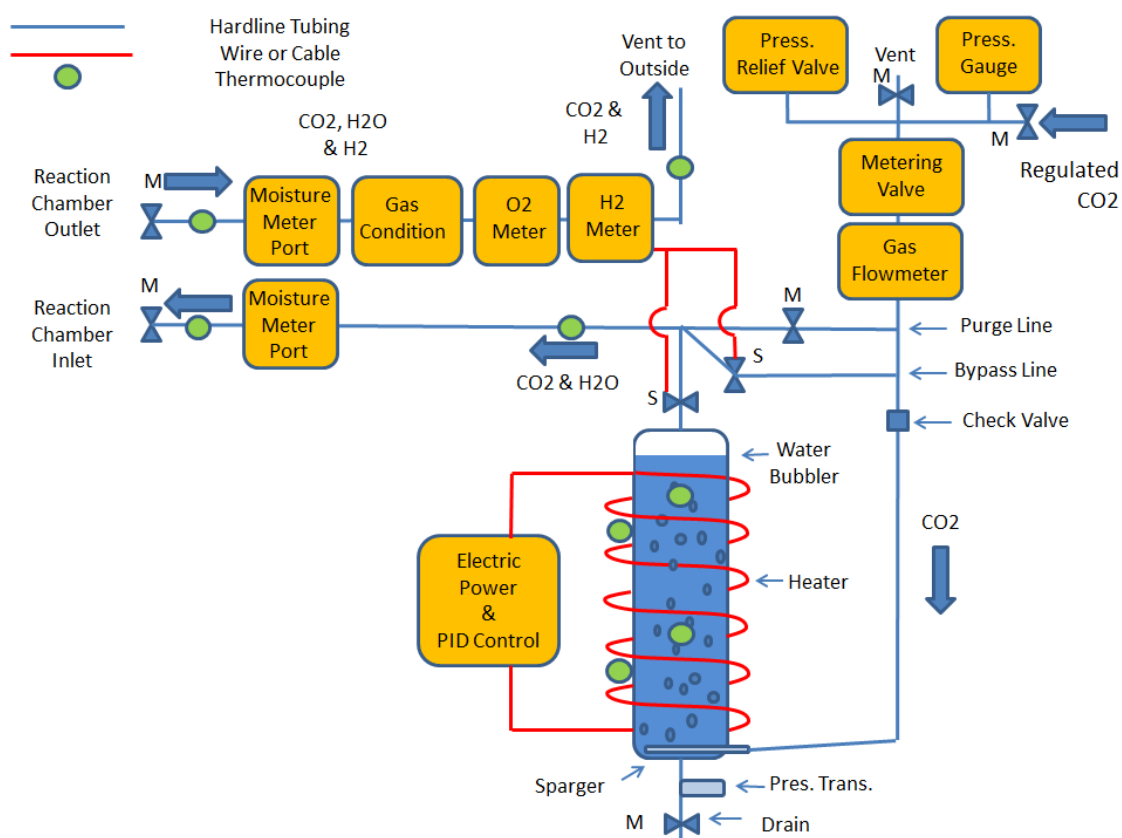 Hardline Tubing
Wire or Cable
Thermocouple
Vent to
Outside
Press.
Relief Valve
Vent
M
Press.
Gauge
M
Regulated
CO2
CO2, H2O
& H2
CO2 &
H2
Reaction
Chamber
Outlet
M
Moisture
Meter
Port
Gas
Condition
O2
Meter
H2
Meter
Metering
Valve
Gas
Flowmeter
Reaction
Chamber
Inlet
M
Moisture
Meter
Port
CO2 & H2O
M
Purge Line
S
Bypass Line
S
Check Valve
Water
Bubbler
CO2
Electric
Power
&
PID Control
Heater
Sparger
Pres. Trans.
M
Drain